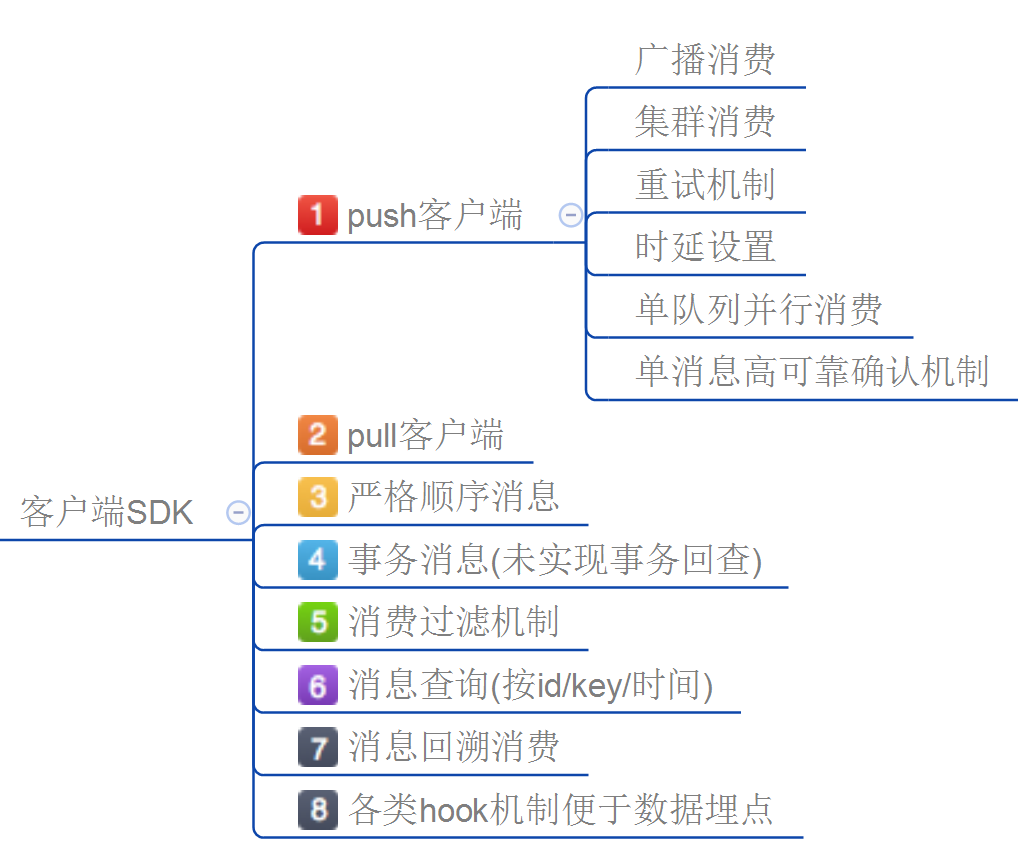 客户端SDK
1 push客户端
广播消费
集群消费
重试机制
时延设置
单队列并行消费
单消息高可靠确认机制
2 pull客户端
3 严格顺序消息
4 事务消息(未实现事务回查)
5 消费过滤机制
6 消息查询(按id/key/时间)
7 消息回溯消费
8 各类hook机制便于数据埋点